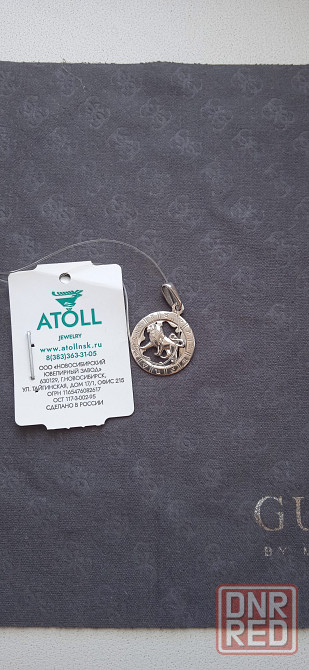 ATOLL
JEWELRY
www.atollnsk.ru
8(383)363-31-05
ООО «НОВОСИБИРСКИЙ
ЮВЕЛИРНЫЙ ЗАВОД»
630129, Г.НОВОСИБИРСК,
УЛ. ТАЙГИНСКАЯ, ДОМ 17/1, ОФИС 215
ОГРН 1165476082617
ОСТ 117-3-002-95
СДЕЛАНО В РОССИИ
GU
BY
DNR
RED